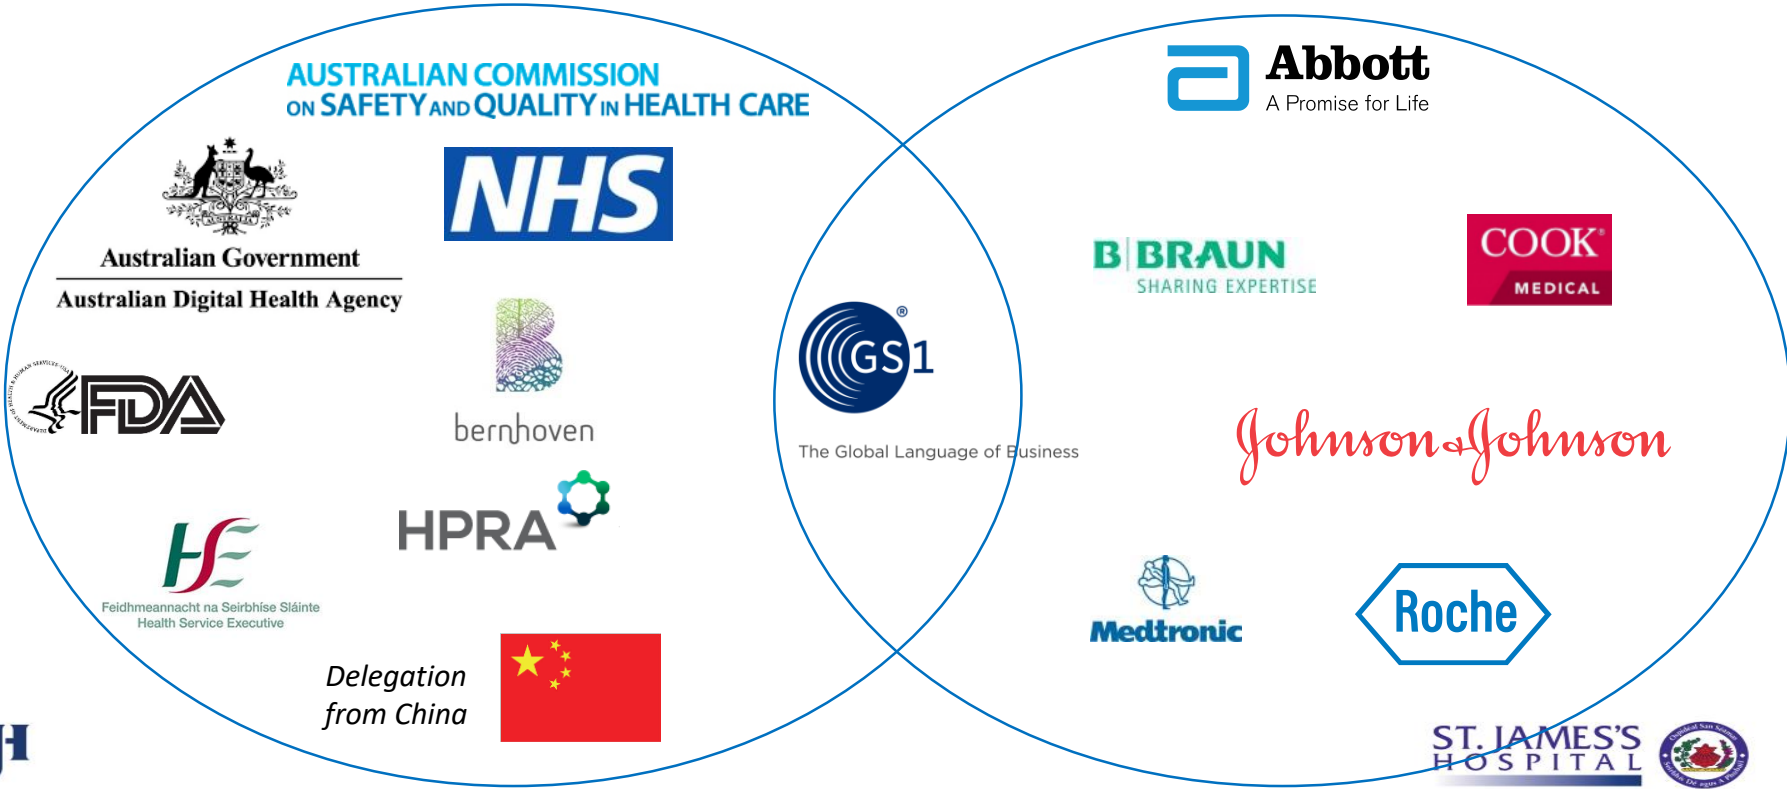 AUSTRALIAN COMMISSION
ON SAFETY AND QUALITY IN HEALTH CARE
AUSTRALIA
Australian Government
Australian Digital Health Agency
NHS
FDA
bernhoven
HPRA
HSE
Feidhmeannacht na Seirbhíse Sláinte
Health Service Executive
Delegation
from China
GS1
®
The Global Language of Business
Abbott
A Promise for Life
B|BRAUN
SHARING EXPERTISE
COOK®
MEDICAL
Johnson & Johnson
Medtronic
Roche
ST. JAMES'S
HOSPITAL